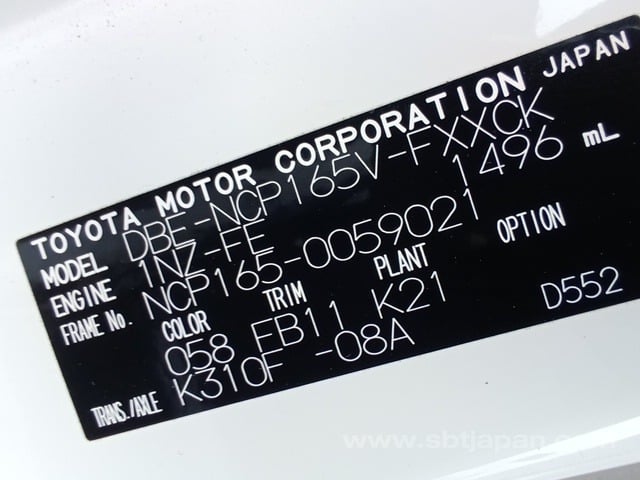 TOYOTA MOTOR CORPORATION JAPAN
MODEL DBE-NCP165V-FXXCK
ENGINE 1NZ-FE 1496 mL
FRAME No. NCP165-0059021
COLOR TRIM PLANT OPTION
058 FB11 K21 D552
TRANS./AXLE K310F -08A
www.sbtjapan.com